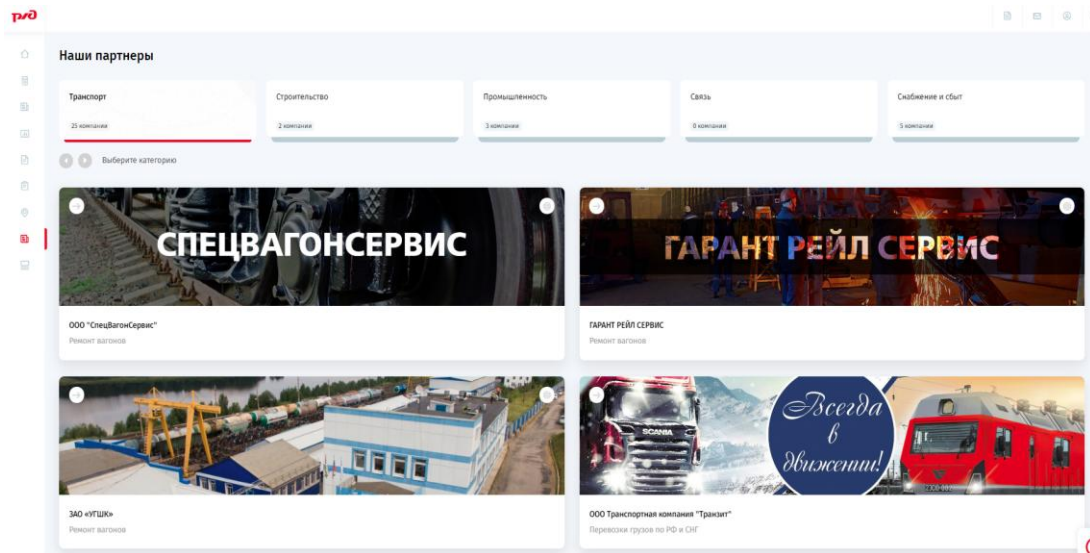 ржд
Наши партнеры
Транспорт
25 компании
Строительство
2 компании
Промышленность
3 компании
Связь
0 компании
Снабжение и сбыт
5 компании
Выберите категорию
СПЕЦВАГОНСЕРВИС
ООО "СпецВагонСервис"
Ремонт вагонов
ГАРАНТ РЕЙЛ СЕРВИС
ГАРАНТ РЕЙЛ СЕРВИС
Ремонт вагонов
ЗАО «УГШК»
Ремонт вагонов
SCANIA
Всегда
в
движении!
ООО Транспортная компания "Транзит"
Перевозки грузов по РФ и СНГ